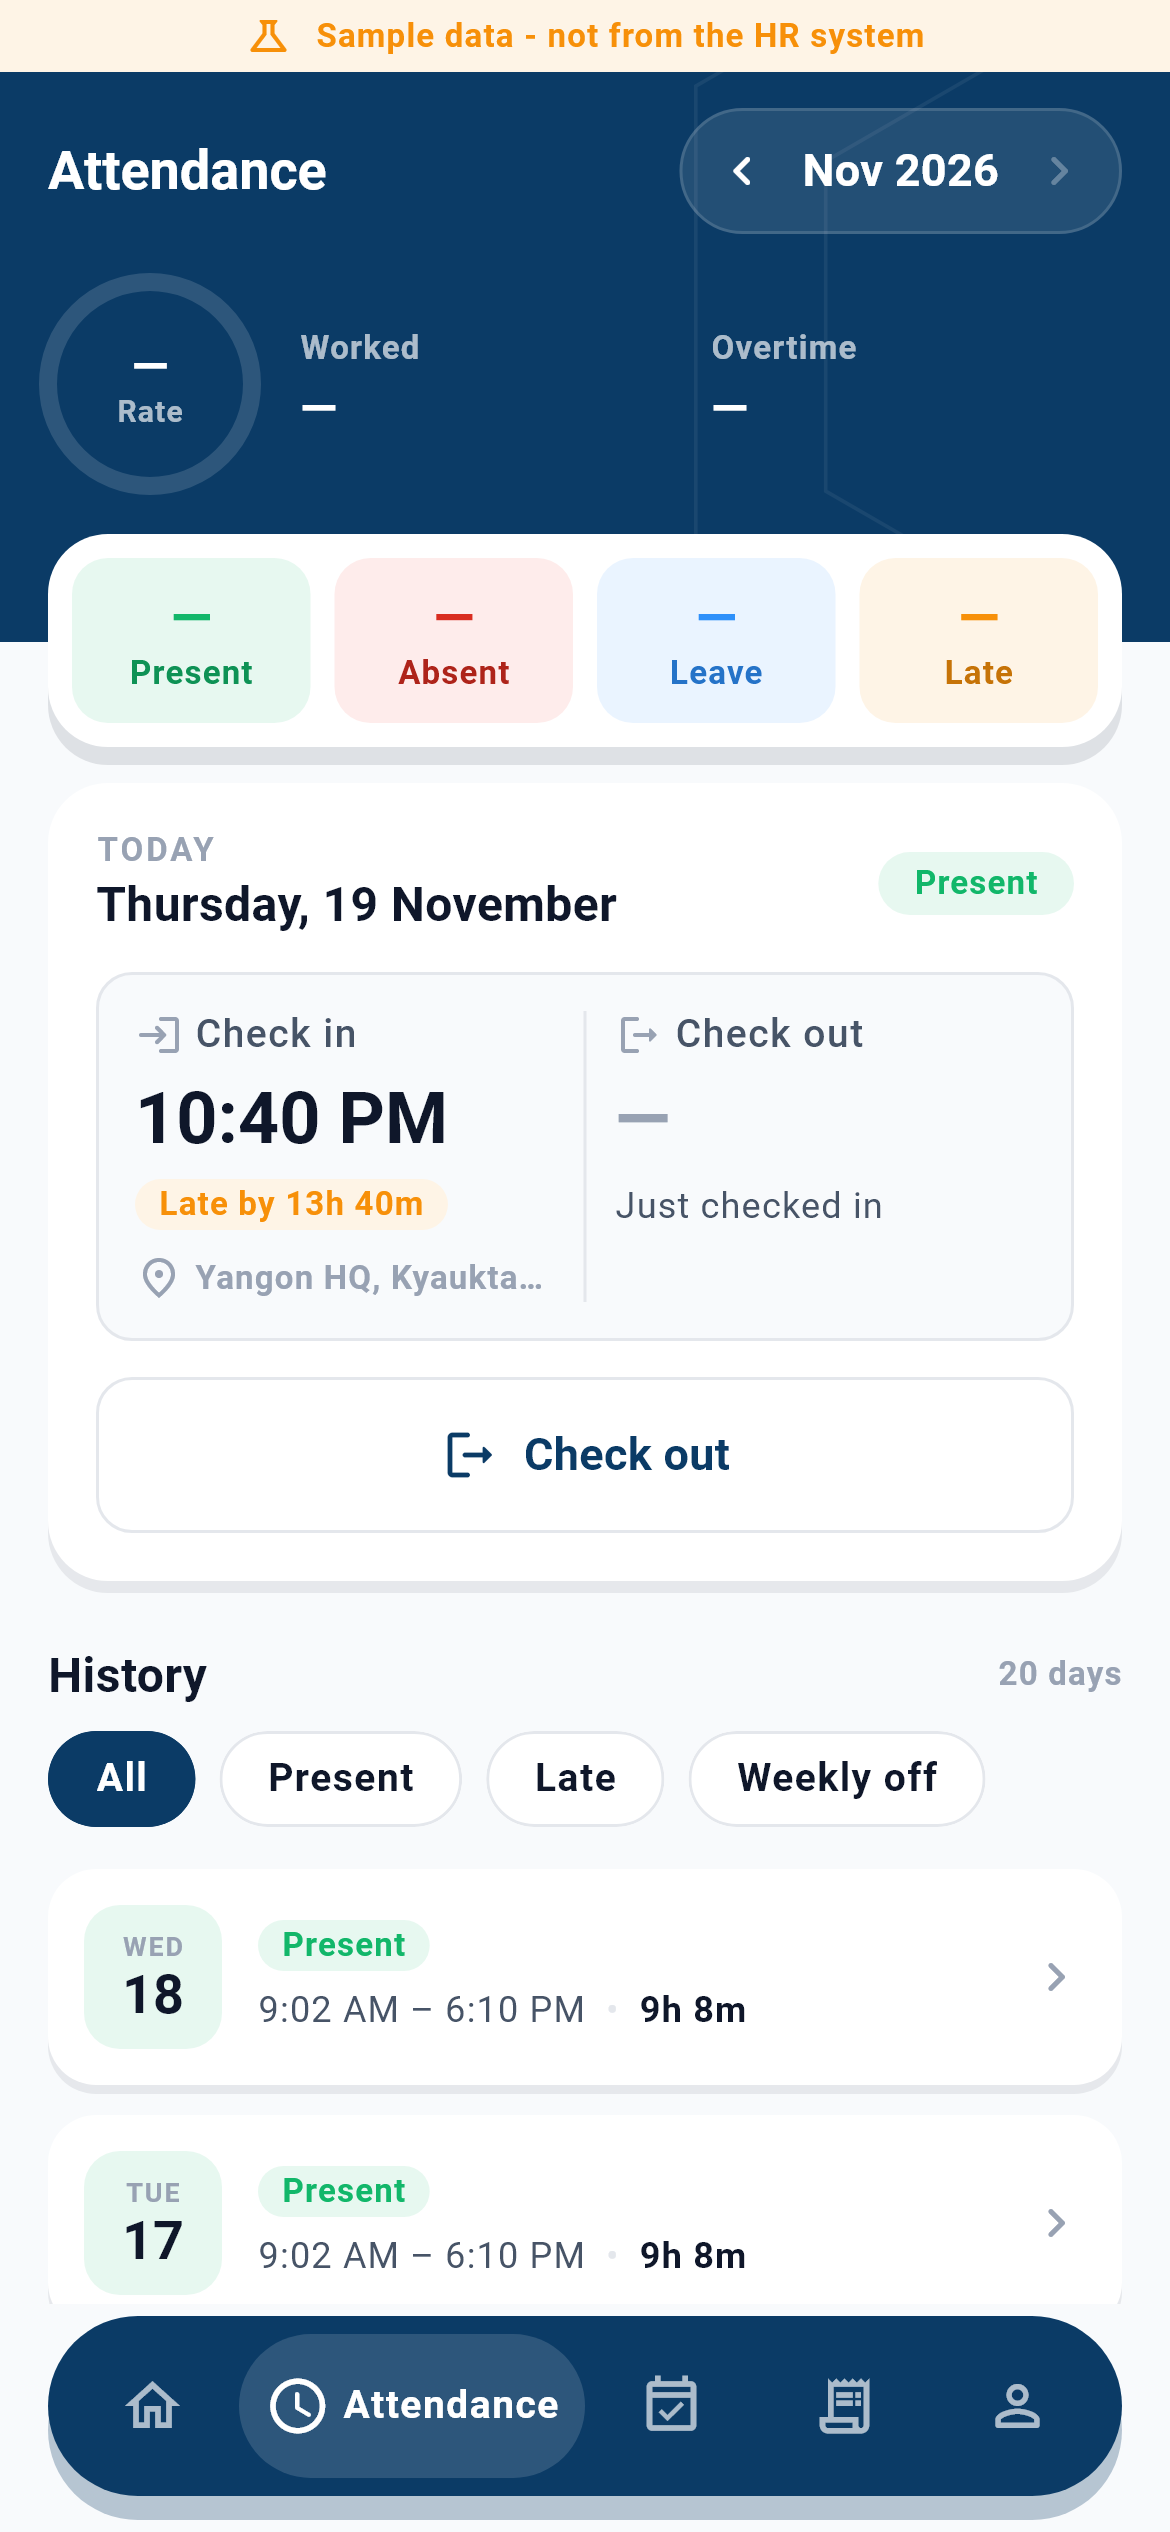 Sample data - not from the HR system
Attendance
Nov 2026
—
Rate
Worked
—
Overtime
—
—
Present
—
Absent
—
Leave
—
Late
TODAY
Thursday, 19 November
Present
Check in
10:40 PM
Late by 13h 40m
Yangon HQ, Kyaukta...
Check out
—
Just checked in
Check out
History
20 days
All
Present
Late
Weekly off
WED
18
Present
9:02 AM – 6:10 PM • 9h 8m
TUE
17
Present
9:02 AM – 6:10 PM • 9h 8m
Attendance